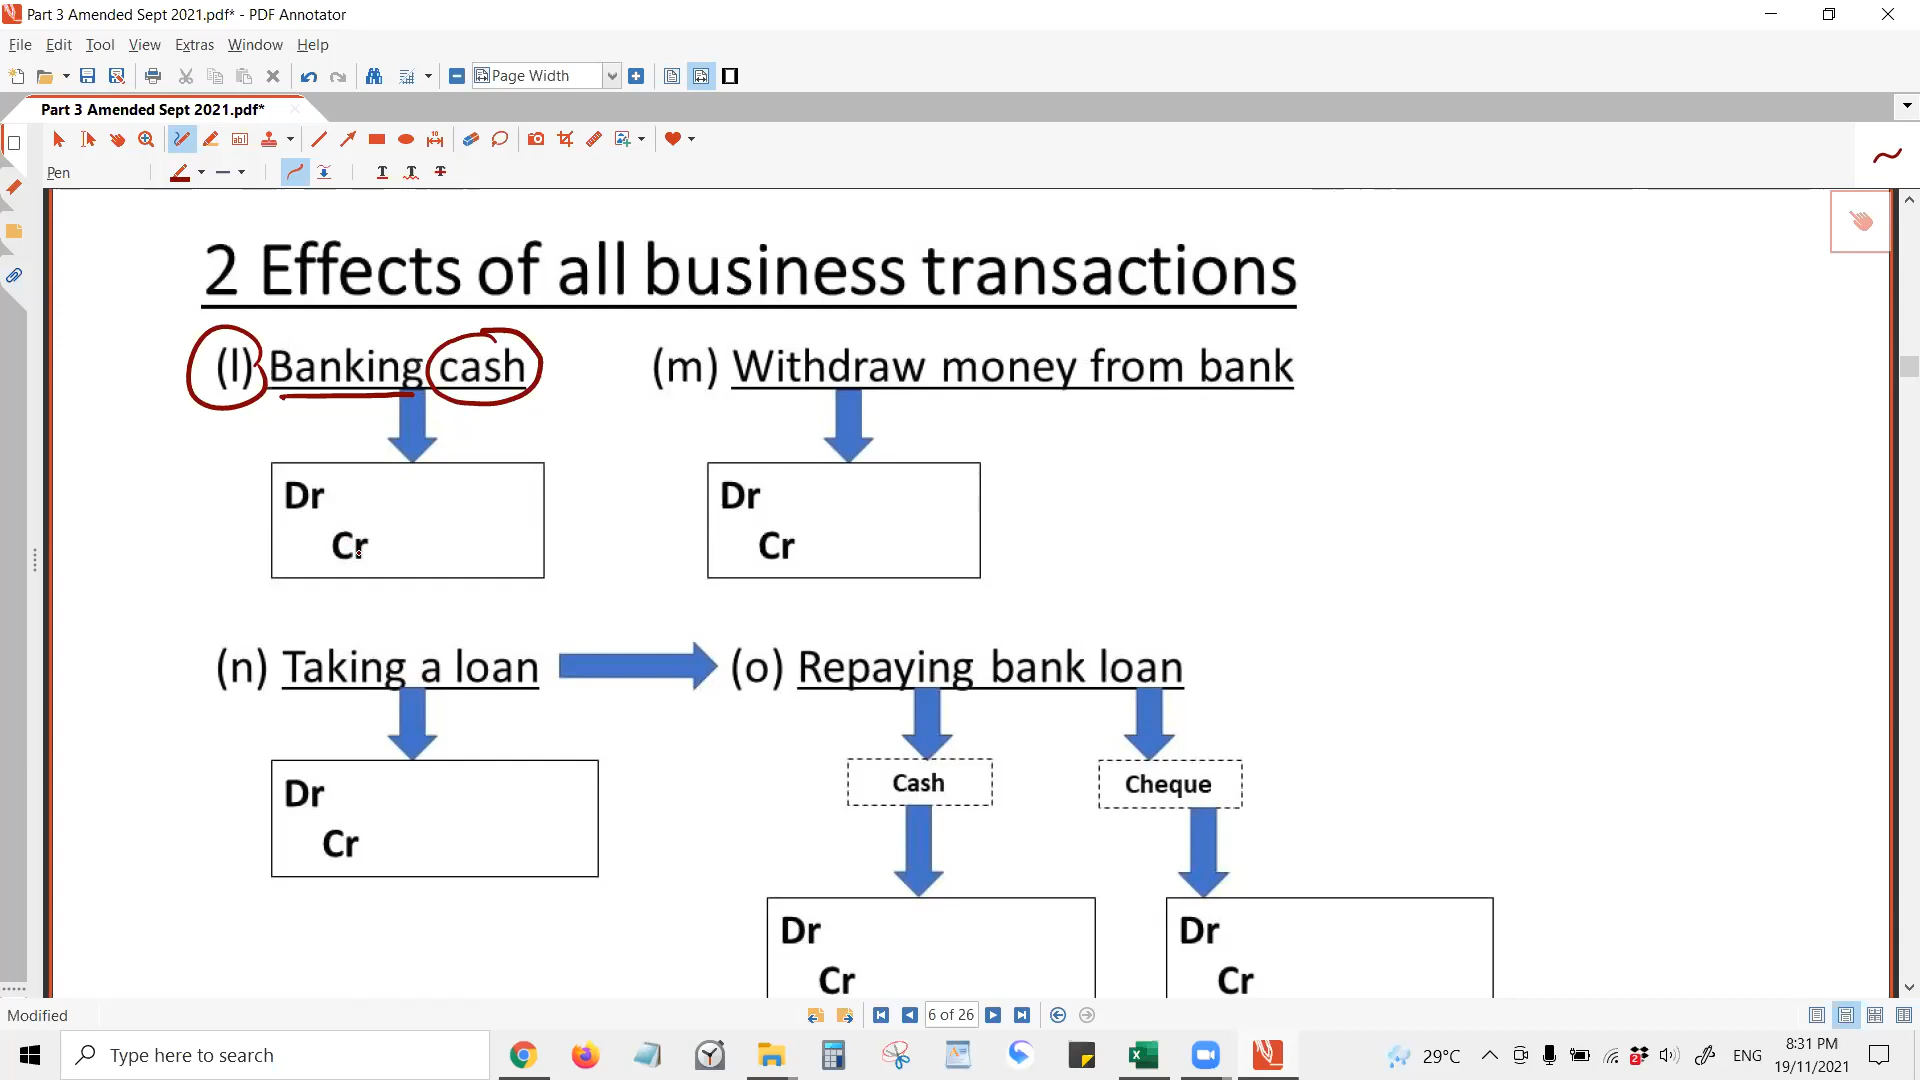 Part 3 Amended Sept 2021.pdf* - PDF Annotator
File Edit Tool View Extras Window Help
Page Width
Part 3 Amended Sept 2021.pdf*
Pen
2 Effects of all business transactions
(l) Banking cash (m) Withdraw money from bank
Dr Dr
Cr Cr
(n) Taking a loan (o) Repaying bank loan
Cash Cheque
Dr
Cr
Dr Dr
Cr Cr
Modified 6 of 26
Type here to search 29°C ENG 8:31 PM
19/11/2021